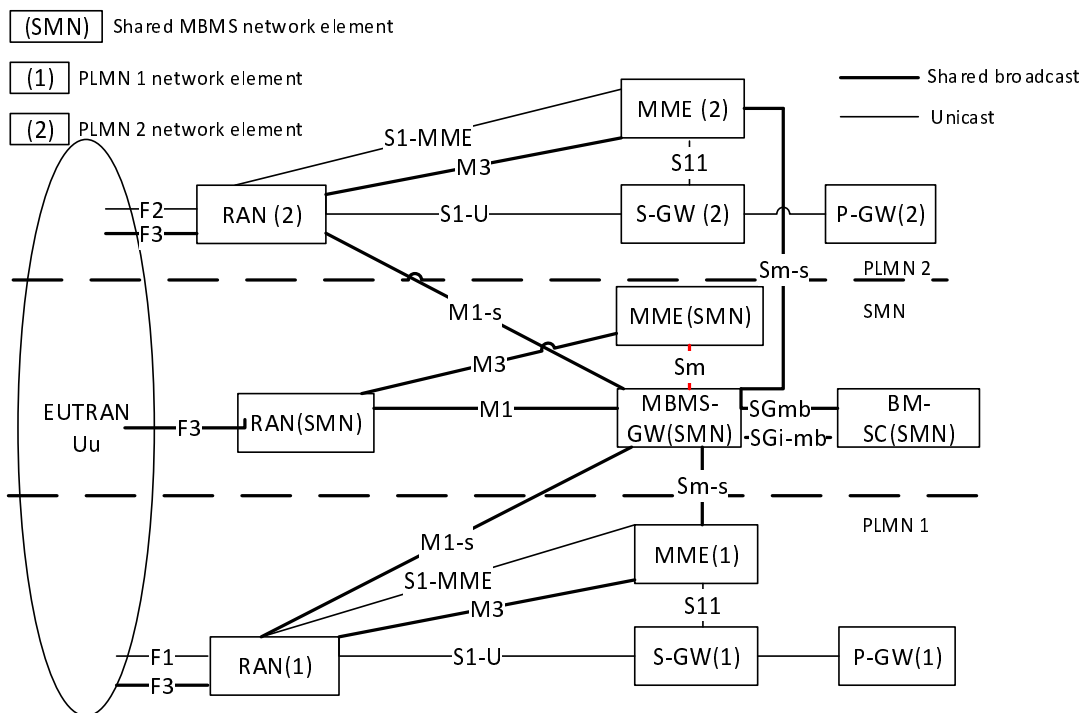 (SMN) Shared MBMS network element
(1) PLMN 1 network element
(2) PLMN 2 network element
Shared broadcast
Unicast
MME (2)
S1-MME
M3
S11
F2
F3
RAN (2)
S1-U
S-GW (2)
P-GW(2)
Sm-s
PLMN 2
SMN
M1-s
MME(SMN)
M3
Sm
EUTRAN
Uu
F3
RAN(SMN)
M1
MBMS-
GW(SMN)
SGmb
SGi-mb
BM-
SC(SMN)
Sm-s
PLMN 1
M1-s
MME(1)
S1-MME
M3
S11
F1
F3
RAN(1)
S1-U
S-GW(1)
P-GW(1)